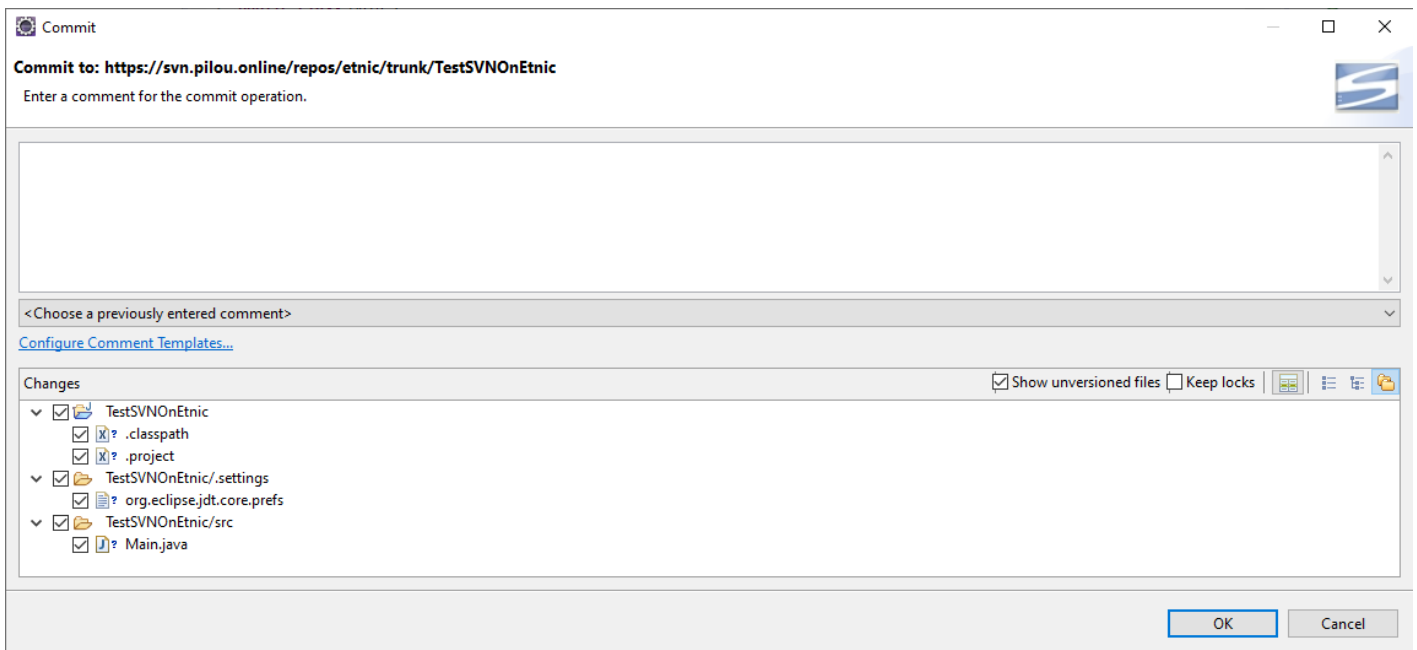 Commit
Commit to: https://svn.pilou.online/repos/etnic/trunk/TestSVNOnEtnic
Enter a comment for the commit operation.
<Choose a previously entered comment>
Configure Comment Templates...
Changes Show unversioned files Keep locks
TestSVNOnEtnic
.classpath
.project
TestSVNOnEtnic/.settings
org.eclipse.jdt.core.prefs
TestSVNOnEtnic/src
Main.java
OK Cancel